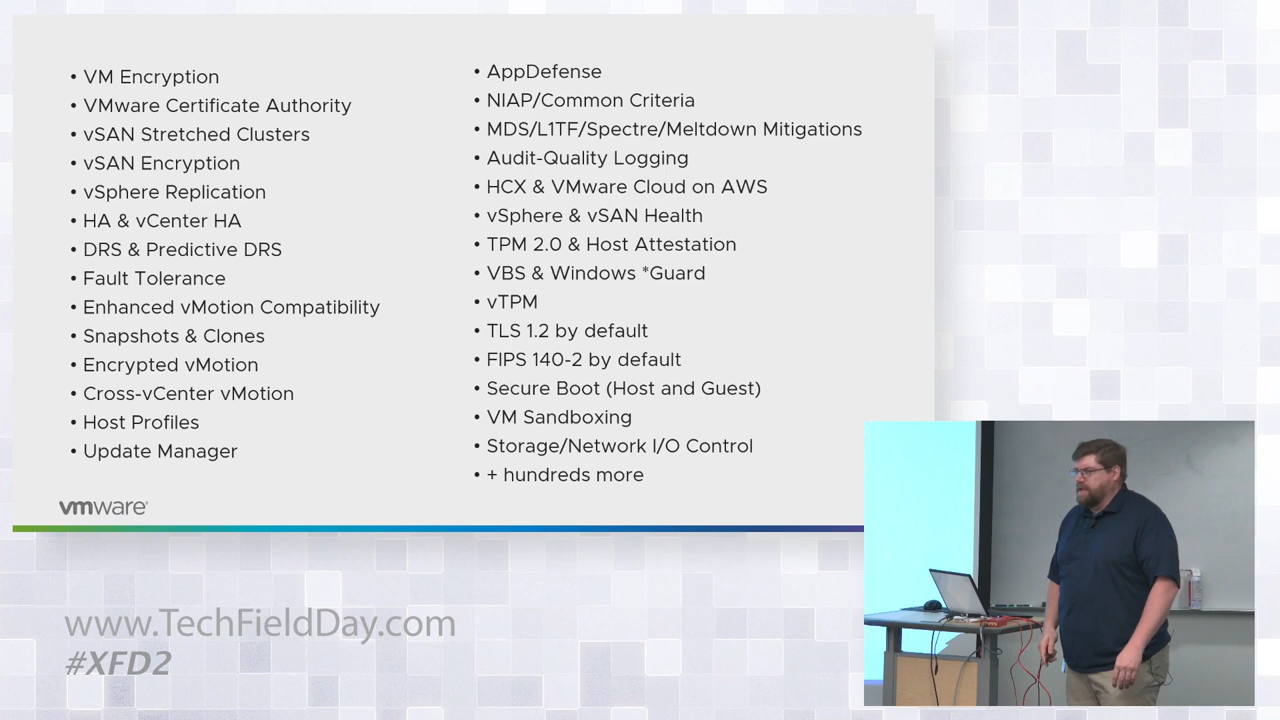 • VM Encryption
• VMware Certificate Authority
• vSAN Stretched Clusters
• vSAN Encryption
• vSphere Replication
• HA & vCenter HA
• DRS & Predictive DRS
• Fault Tolerance
• Enhanced vMotion Compatibility
• Snapshots & Clones
• Encrypted vMotion
• Cross-vCenter vMotion
• Host Profiles
• Update Manager
• AppDefense
• NIAP/Common Criteria
• MDS/L1TF/Spectre/Meltdown Mitigations
• Audit-Quality Logging
• HCX & VMware Cloud on AWS
• vSphere & vSAN Health
• TPM 2.0 & Host Attestation
• VBS & Windows *Guard
• vTPM
• TLS 1.2 by default
• FIPS 140-2 by default
• Secure Boot (Host and Guest)
• VM Sandboxing
• Storage/Network I/O Control
• + hundreds more
vmware®
www.TechFieldDay.com
#XFD2